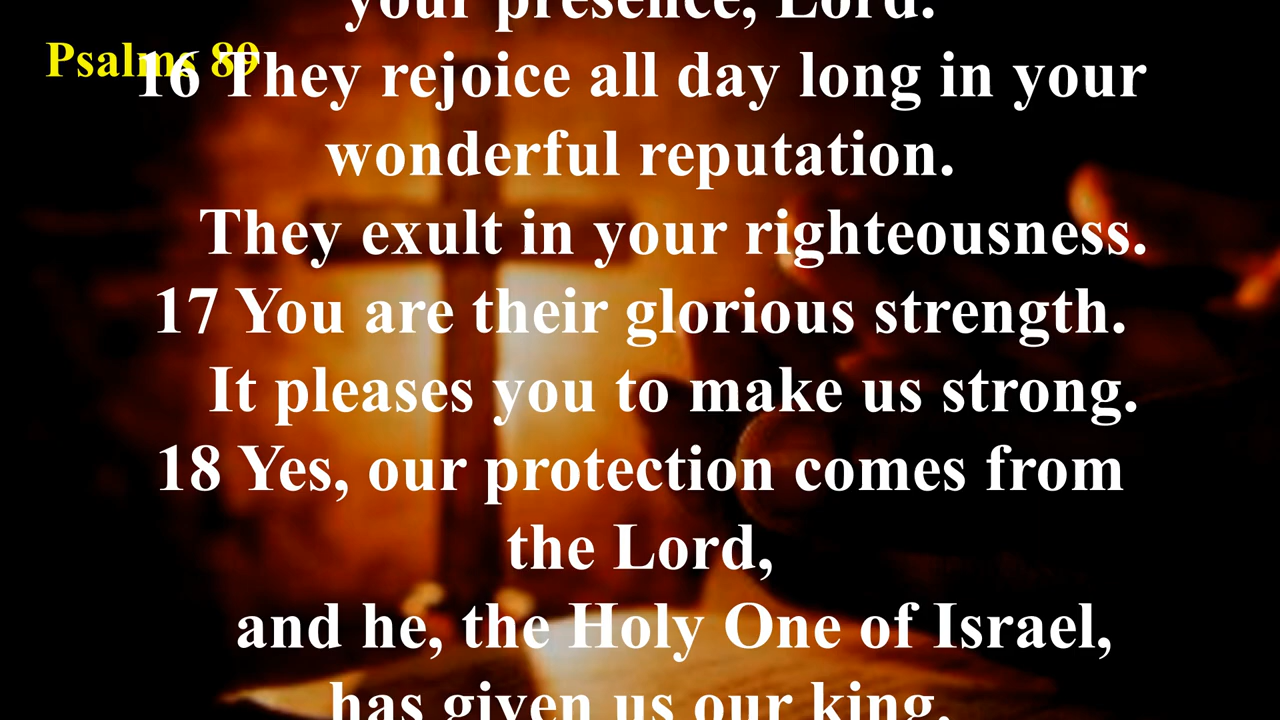 your presence, Lord.
Psalms 89
16 They rejoice all day long in your
wonderful reputation.
They exult in your righteousness.
17 You are their glorious strength.
It pleases you to make us strong.
18 Yes, our protection comes from
the Lord,
and he, the Holy One of Israel,
has given us our king.